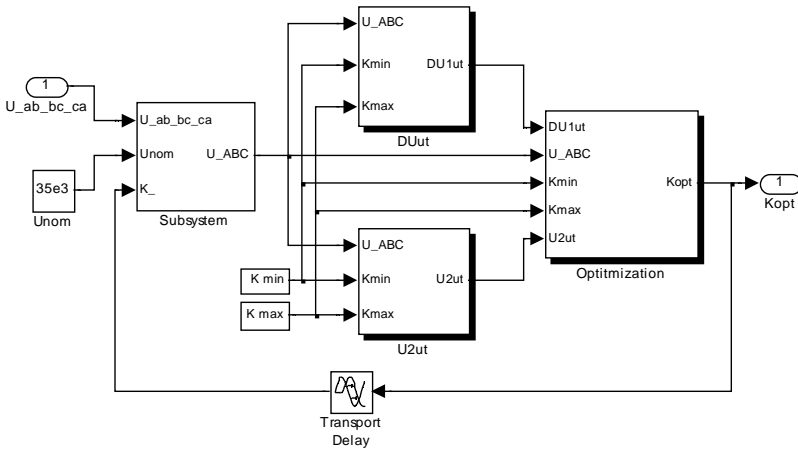 1
U_ab_bc_ca
35e3
Unom
U_ab_bc_ca
Unom
K_
U_ABC
Subsystem
U_ABC
Kmin
Kmax
DU1ut
DUut
K min
K max
U_ABC
Kmin
Kmax
U2ut
U2ut
DU1ut
U_ABC
Kmin
Kmax
U2ut
Kopt
Optitmization
1
Kopt
Transport
Delay